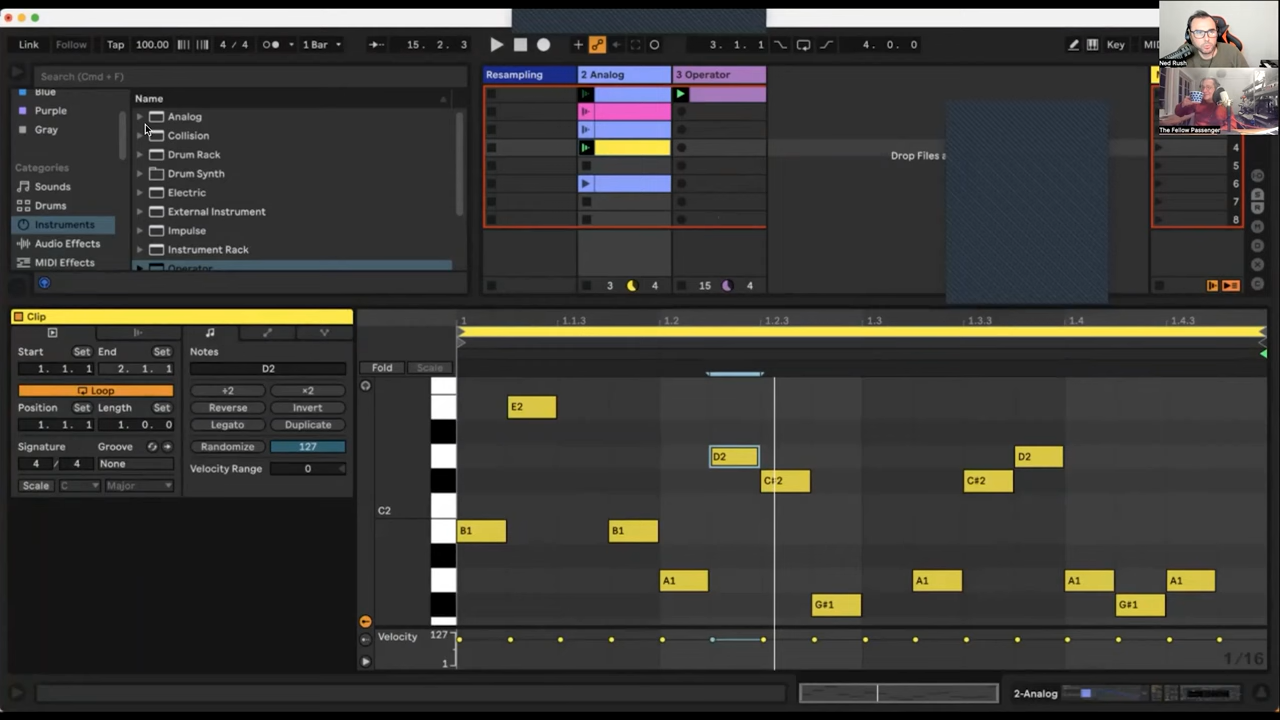 Link Follow Tap 100.00 4 / 4 1 Bar 15. 2. 3 3. 1. 1 4. 0. 0 Key MIDI
Ned Rush
The Fellow Passenger
Search (Cmd + F)
Blue
Purple
Gray
Categories
Sounds
Drums
Instruments
Audio Effects
MIDI Effects
Name
Analog
Collision
Drum Rack
Drum Synth
Electric
External Instrument
Impulse
Instrument Rack
Operator
Resampling 2 Analog 3 Operator
Drop Files a
4
5
6
7
8
3 4 15 4
Clip
Start Set End Set
1. 1. 1 2. 1. 1
Loop
Position Set Length Set
1. 1. 1 1. 0. 0
Signature Groove
4 / 4 None
Scale C Major
Notes
D2
÷2 ×2
Reverse Invert
Legato Duplicate
Randomize 127
Velocity Range 0
1 1.1.3 1.2 1.2.3 1.3 1.3.3 1.4 1.4.3
Fold Scale
E2
D2 D2
C#2 C#2
C2
B1 B1
A1 A1 A1 A1
G#1 G#1
Velocity 127
1
1/16
2-Analog